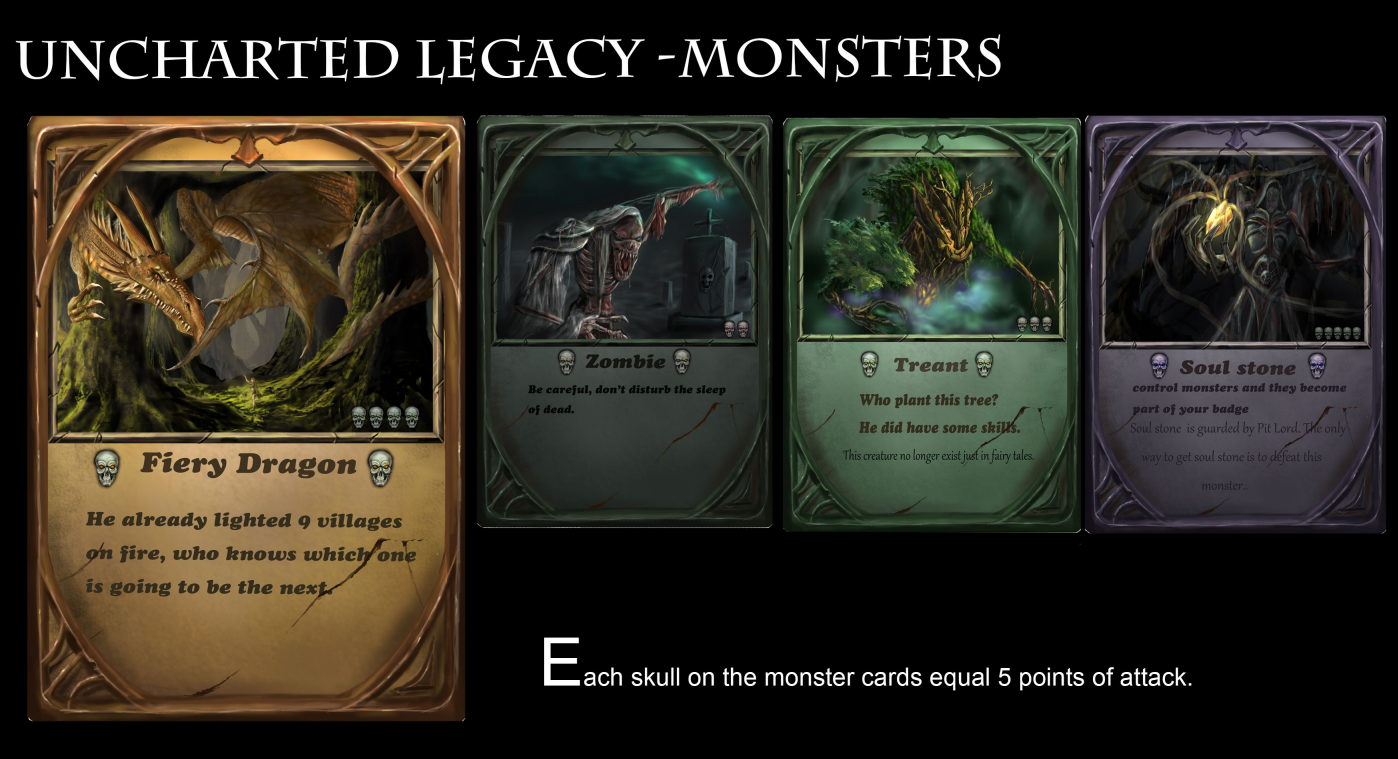 UNCHARTED LEGACY -MONSTERS
Fiery Dragon
He already lighted 9 villages
on fire, who knows which one
is going to be the next.
Zombie
Be careful, don't disturb the sleep
of dead.
Treant
Who plant this tree?
He did have some skills.
This creature no longer exist just in fairy tales.
Soul stone
control monsters and they become
part of your badge
Soul stone is guarded by Pit Lord. The only
way to get soul stone is to defeat this
monster..
Each skull on the monster cards equal 5 points of attack.